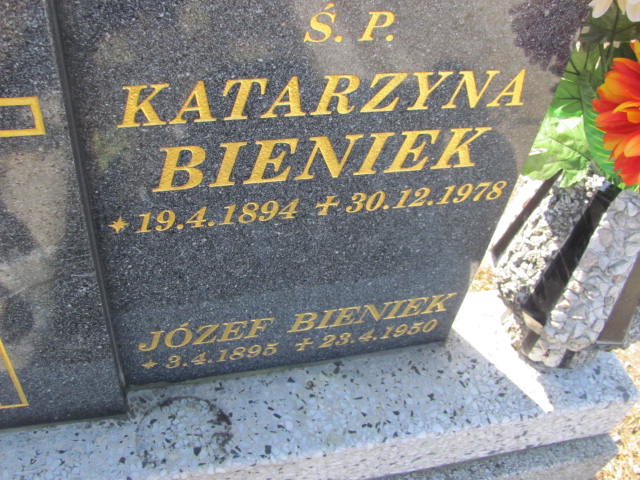 Ś. P.
KATARZYNA
BIENIEK
* 19.4.1894 ✝ 30.12.1978
JÓZEF BIENIEK
* 3.4.1895 ✝ 23.4.1950